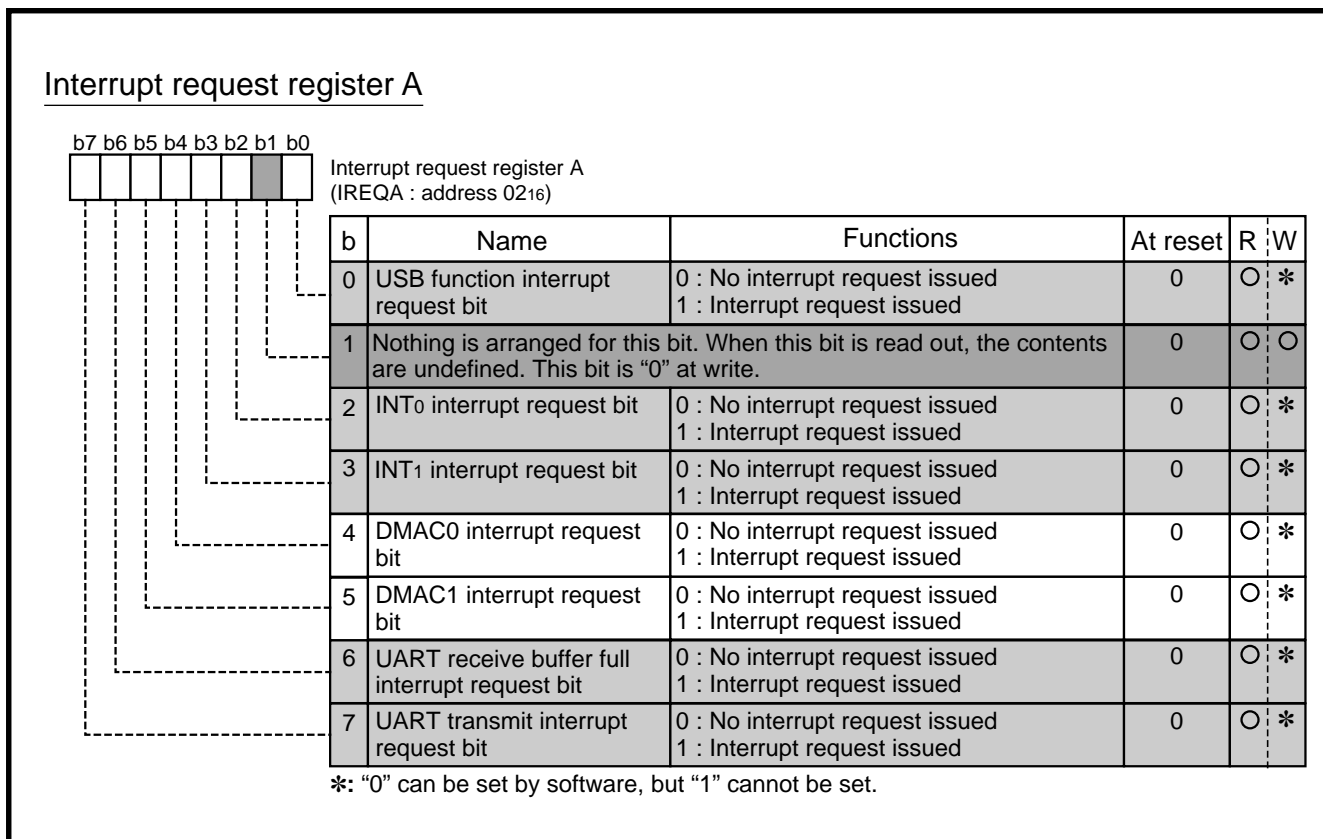 Interrupt request register A
b7 b6 b5 b4 b3 b2 b1 b0
Interrupt request register A
(IREQA : address 0216)
b Name Functions At reset R W
0 USB function interrupt request bit 0 : No interrupt request issued 0 O ✻
1 : Interrupt request issued
1 Nothing is arranged for this bit. When this bit is read out, the contents 0 O O
are undefined. This bit is “0” at write.
2 INT0 interrupt request bit 0 : No interrupt request issued 0 O ✻
1 : Interrupt request issued
3 INT1 interrupt request bit 0 : No interrupt request issued 0 O ✻
1 : Interrupt request issued
4 DMAC0 interrupt request 0 : No interrupt request issued 0 O ✻
bit 1 : Interrupt request issued
5 DMAC1 interrupt request 0 : No interrupt request issued 0 O ✻
bit 1 : Interrupt request issued
6 UART receive buffer full 0 : No interrupt request issued 0 O ✻
interrupt request bit 1 : Interrupt request issued
7 UART transmit interrupt 0 : No interrupt request issued 0 O ✻
request bit 1 : Interrupt request issued
✻: “0” can be set by software, but “1” cannot be set.